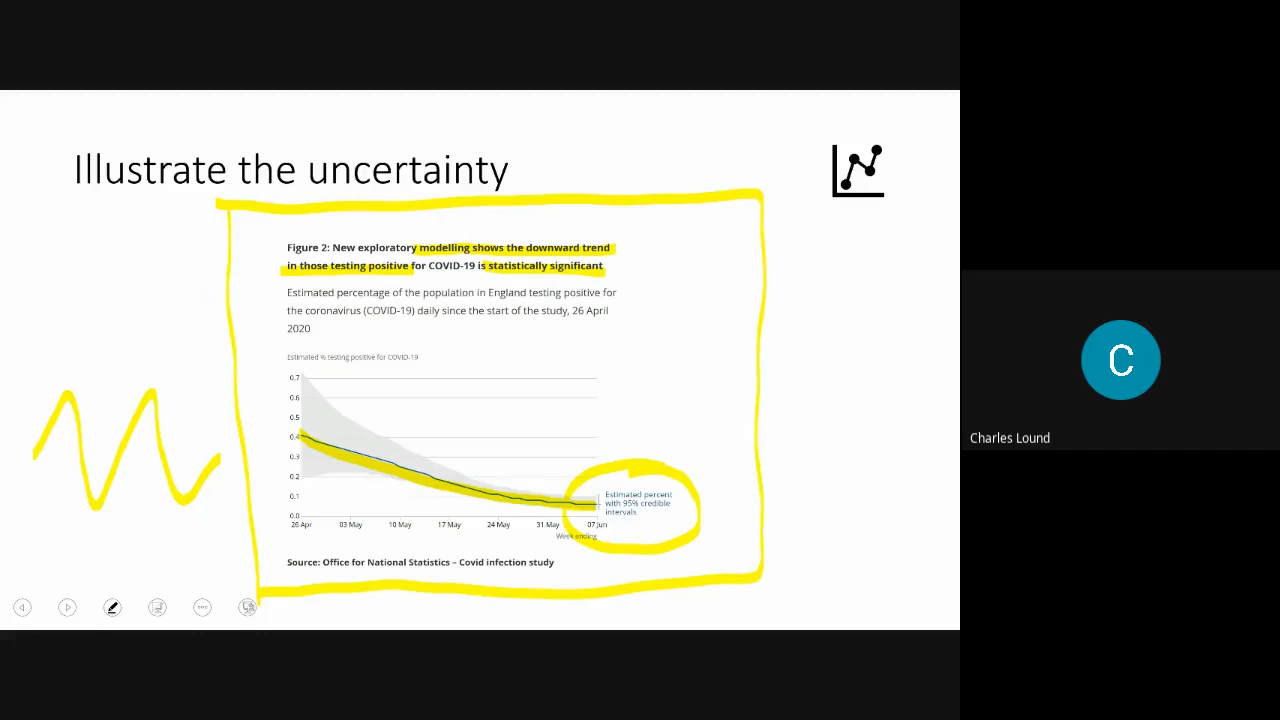 Illustrate the uncertainty
Figure 2: New exploratory modelling shows the downward trend
in those testing positive for COVID-19 is statistically significant
Estimated percentage of the population in England testing positive for
the coronavirus (COVID-19) daily since the start of the study, 26 April
2020
Estimated % testing positive for COVID-19
0.7
0.6
0.5
0.4
0.3
0.2
0.1
0.0
Estimated percent
with 95% credible
intervals
26 Apr 03 May 10 May 17 May 24 May 31 May 07 Jun
Week ending
Source: Office for National Statistics – Covid infection study
C
Charles Lound